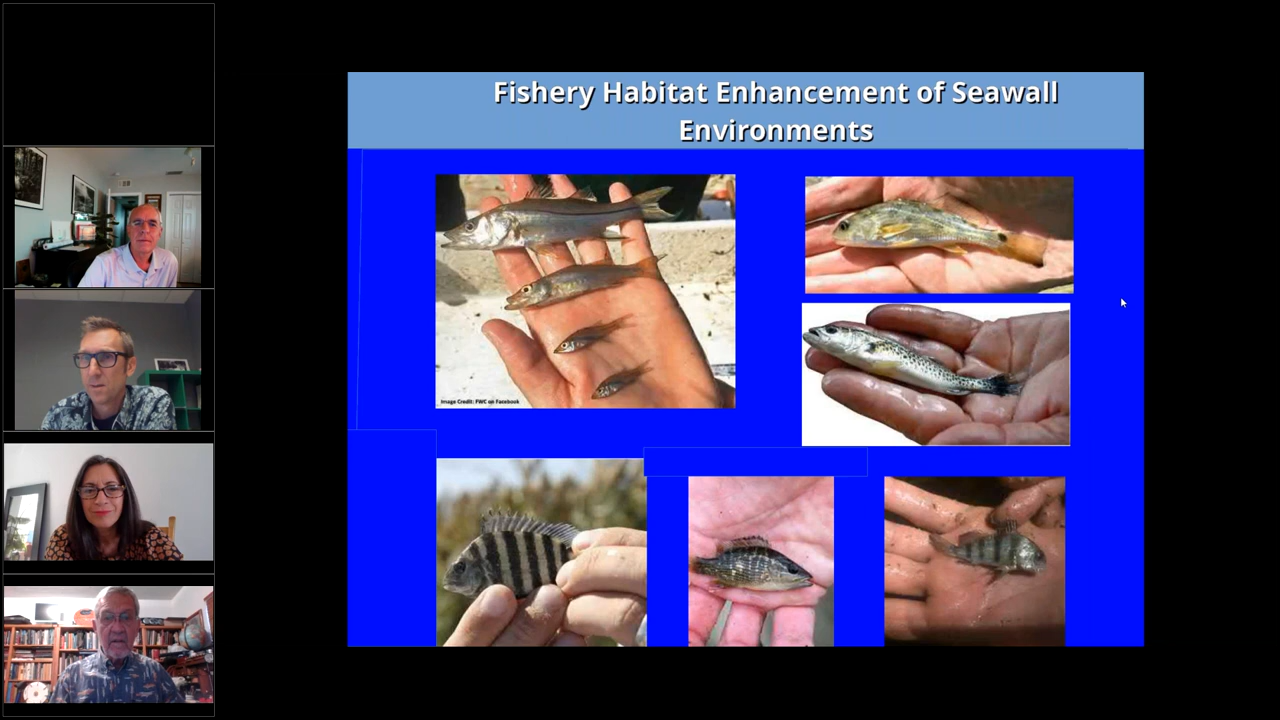 Fishery Habitat Enhancement of Seawall
Environments
Image Credit: FWC on Facebook